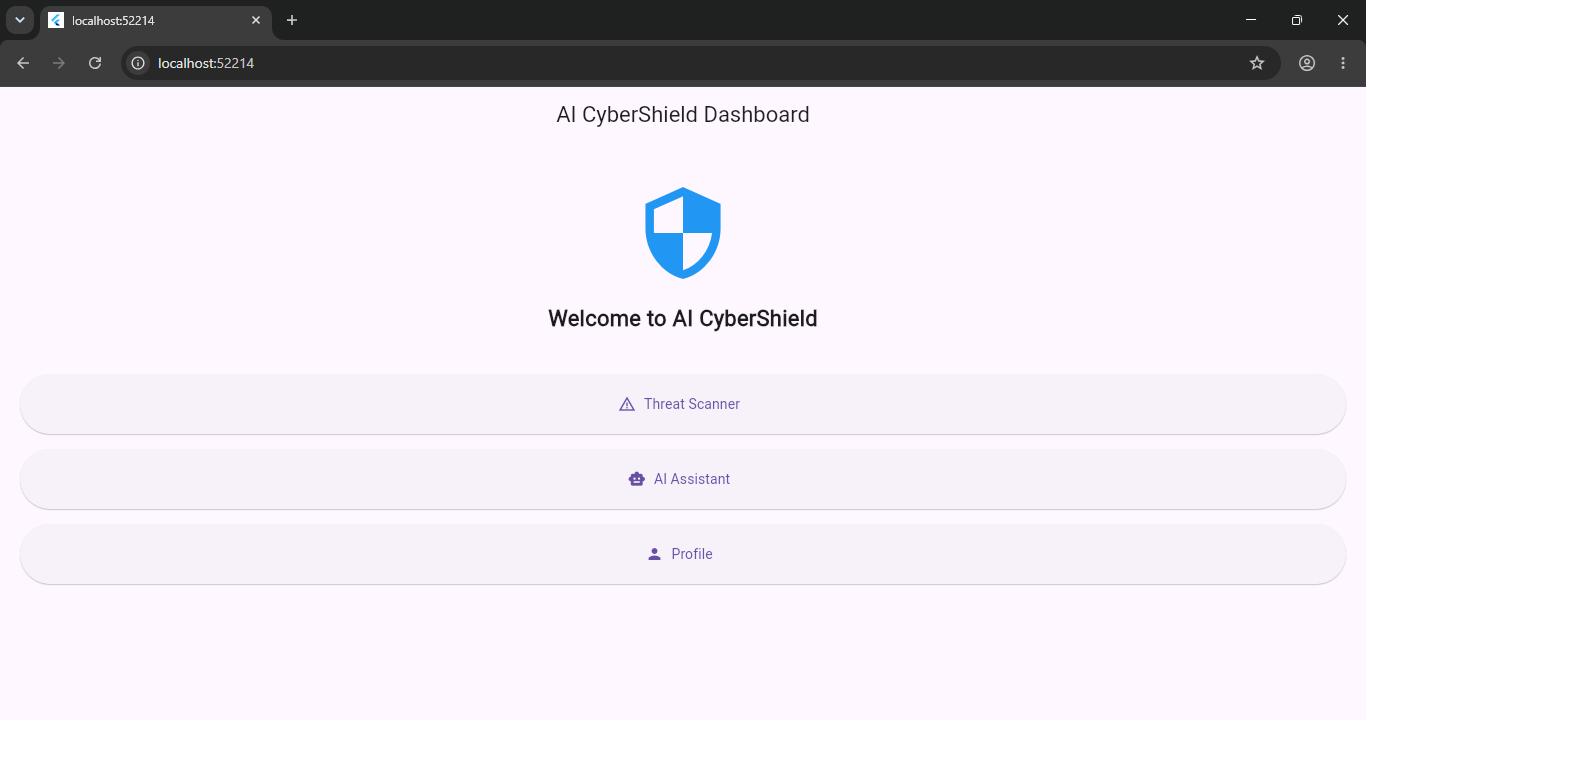 localhost:52214
localhost:52214
AI CyberShield Dashboard
Welcome to AI CyberShield
Threat Scanner
AI Assistant
Profile